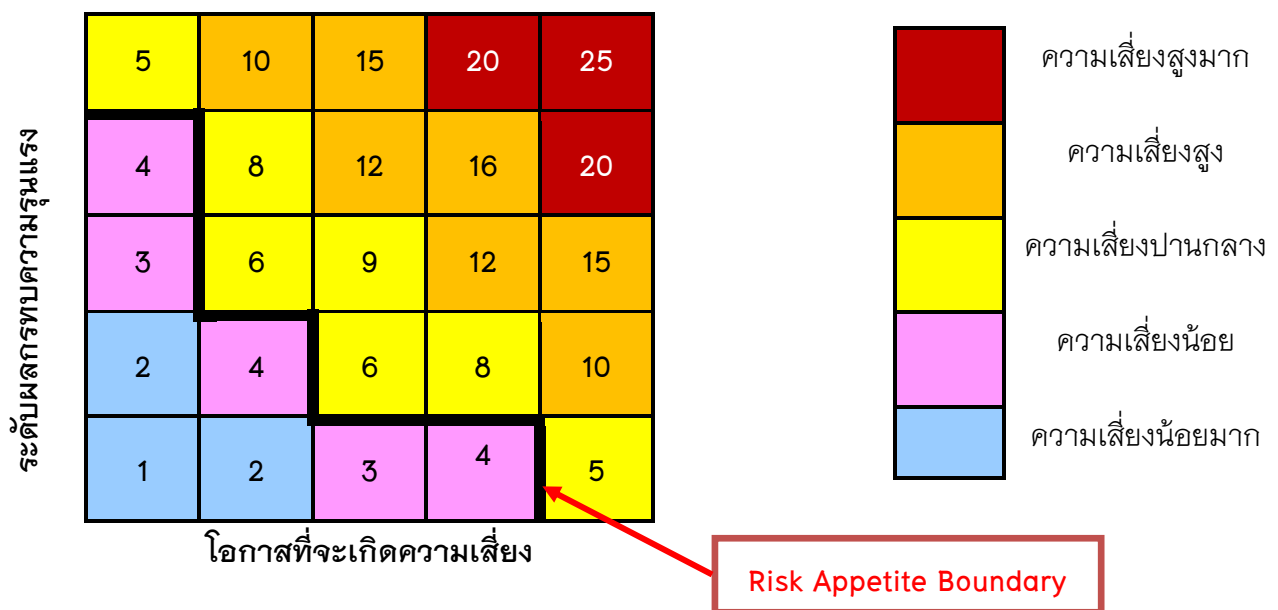 5 10 15 20 25
4 8 12 16 20
3 6 9 12 15
2 4 6 8 10
1 2 3 4 5
ระดับผลกรทบความรุนแรง
โอกาสที่จะเกิดความเสี่ยง
Risk Appetite Boundary
ความเสี่ยงสูงมาก
ความเสี่ยงสูง
ความเสี่ยงปานกลาง
ความเสี่ยงน้อย
ความเสี่ยงน้อยมาก